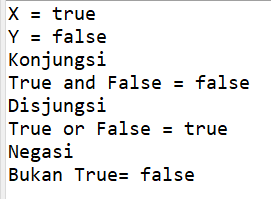 X = true
Y = false
Konjungsi
True and False = false
Disjungsi
True or False = true
Negasi
Bukan True= false